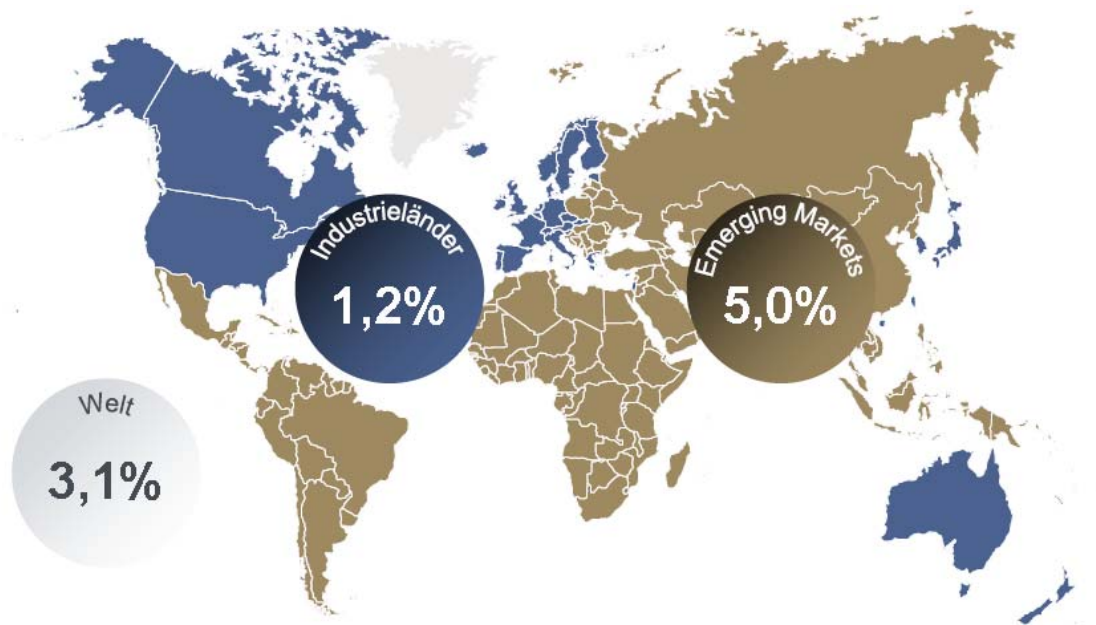 Industrieländer
1,2%
Emerging Markets
5,0%
Welt
3,1%